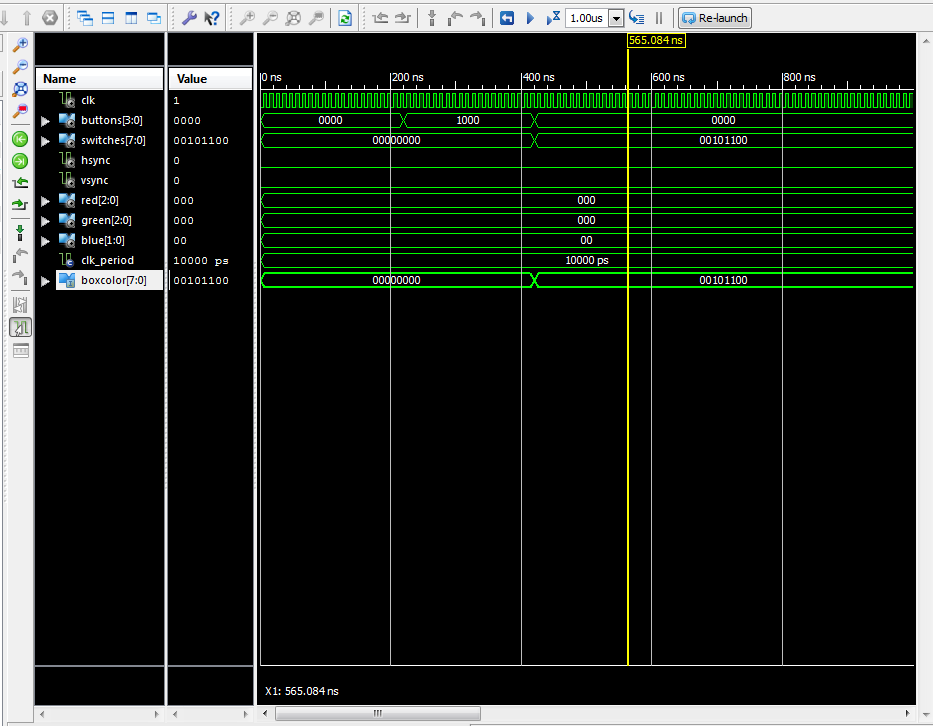 1.00us Re-launch
565.084 ns
Name Value 0 ns 200 ns 400 ns 600 ns 800 ns
clk 1
buttons[3:0] 0000 0000 1000 0000
switches[7:0] 00101100 00000000 00101100
hsync 0
vsync 0
red[2:0] 000 000
green[2:0] 000 000
blue[1:0] 00 00
clk_period 10000 ps 10000 ps
boxcolor[7:0] 00101100 00000000 00101100
X1: 565.084 ns